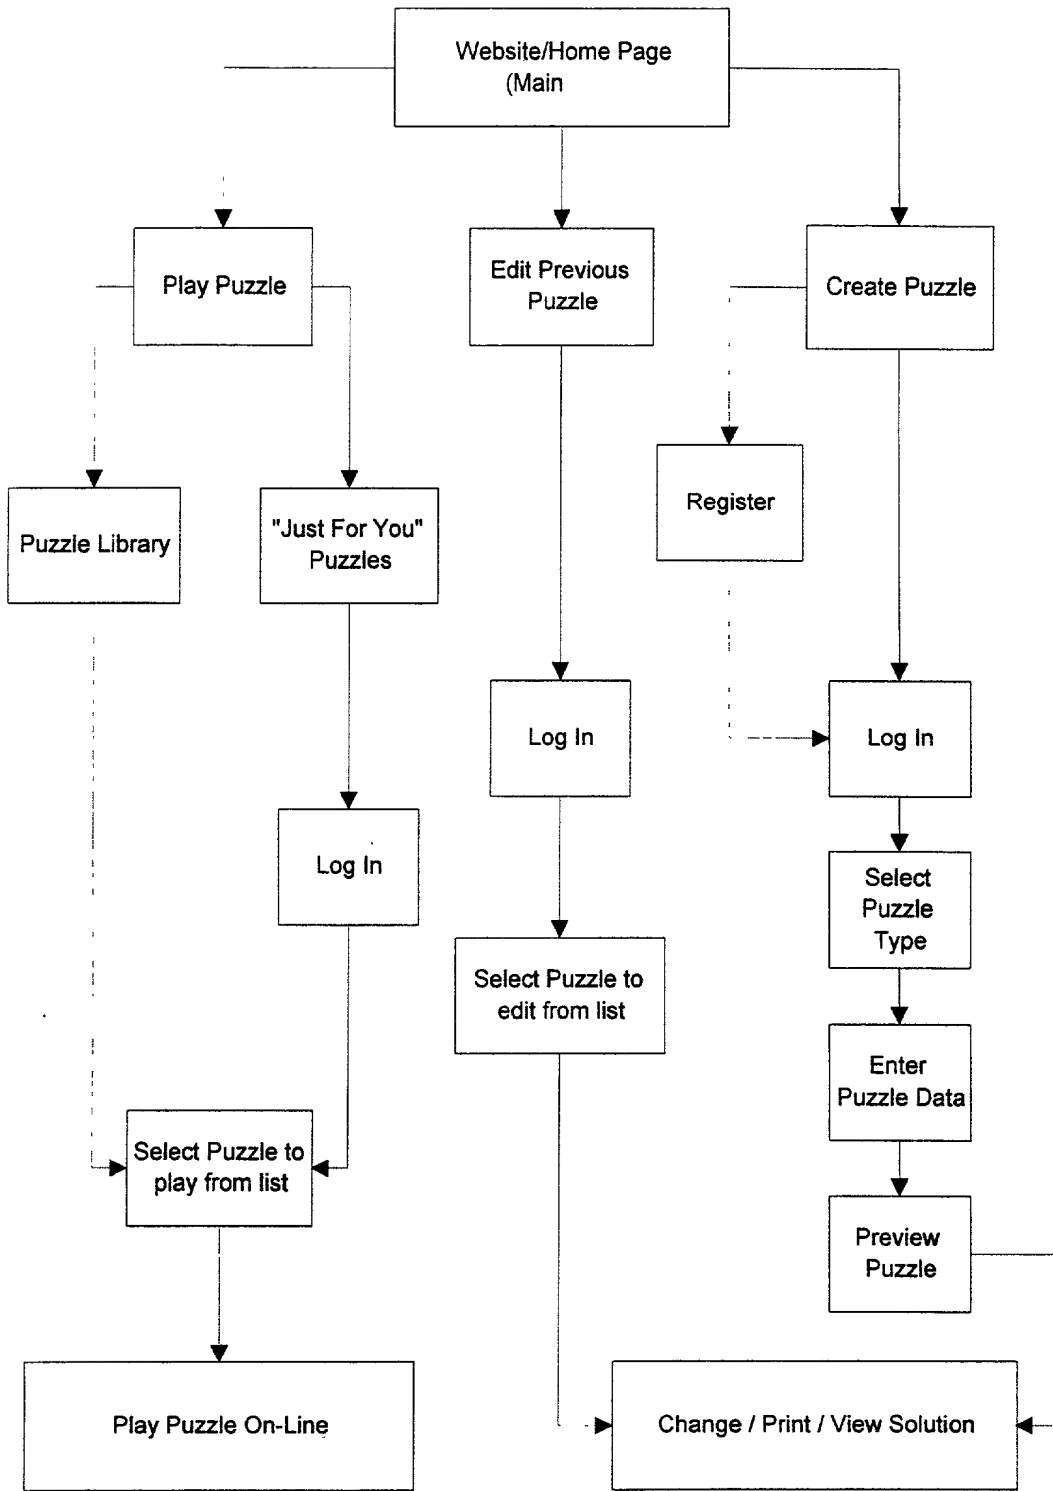 Website/Home Page
(Main
Play Puzzle
Edit Previous
Puzzle
Create Puzzle
Register
Puzzle Library
"Just For You"
Puzzles
Log In
Log In
Log In
Select
Puzzle
Type
Select Puzzle to
edit from list
Enter
Puzzle Data
Select Puzzle to
play from list
Preview
Puzzle
Play Puzzle On-Line
Change / Print / View Solution